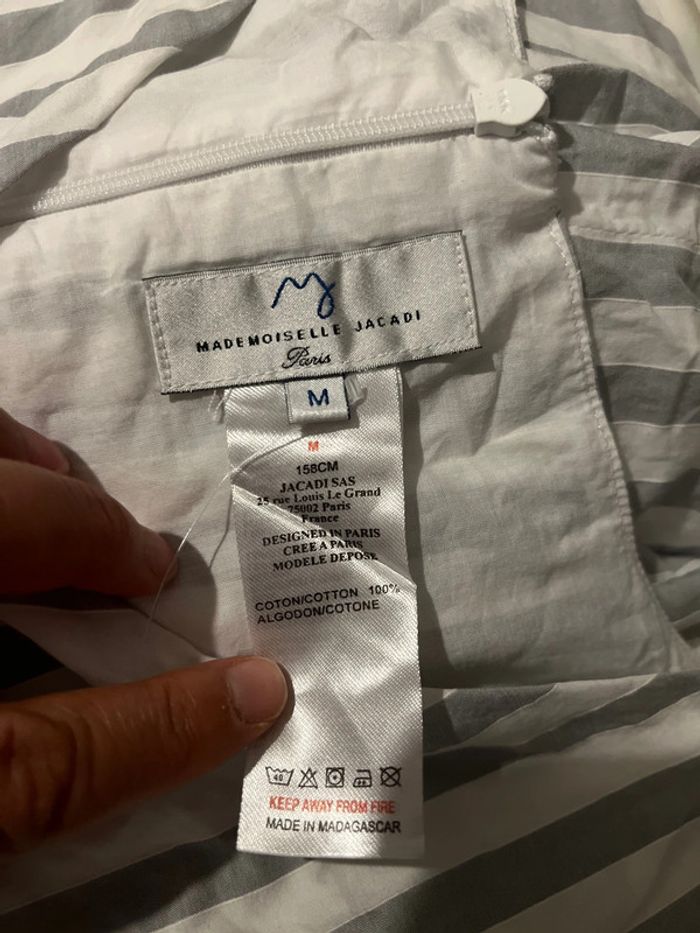 MADEMOISELLE JACADI
Paris
M
M
158CM
JACADI SAS
25 rue Louis Le Grand
75002 Paris
France
DESIGNED IN PARIS
CREE A PARIS
MODELE DEPOSE
COTON/COTTON 100%
ALGODON/COTONE
40
KEEP AWAY FROM FIRE
MADE IN MADAGASCAR